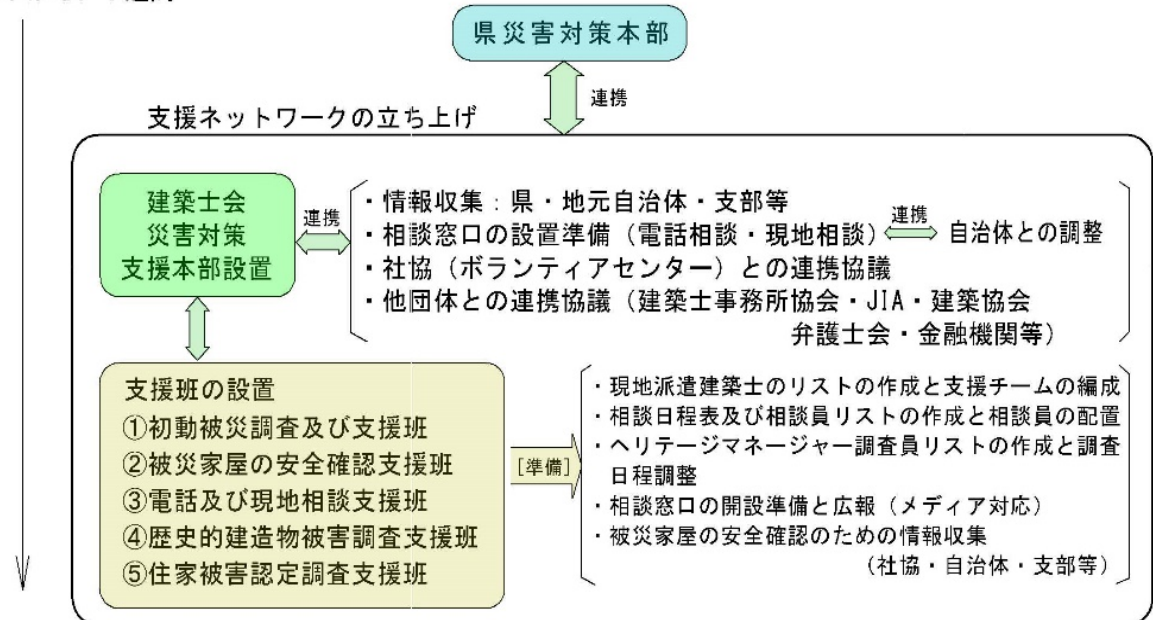 県災害対策本部
連携
支援ネットワークの立ち上げ
建築士会
災害対策
支援本部設置
連携
・情報収集：県・地元自治体・支部等
・相談窓口の設置準備（電話相談・現地相談）
連携
自治体との調整
・社協（ボランティアセンター）との連携協議
・他団体との連携協議（建築士事務所協会・JIA・建築協会
弁護士会・金融機関等）
支援班の設置
①初動被災調査及び支援班
②被災家屋の安全確認支援班
③電話及び現地相談支援班
④歴史的建造物被害調査支援班
⑤住家被害認定調査支援班
[準備]
・現地派遣建築士のリストの作成と支援チームの編成
・相談日程表及び相談員リストの作成と相談員の配置
・ヘリテージマネージャー調査員リストの作成と調査
日程調整
・相談窓口の開設準備と広報（メディア対応）
・被災家屋の安全確認のための情報収集
（社協・自治体・支部等）